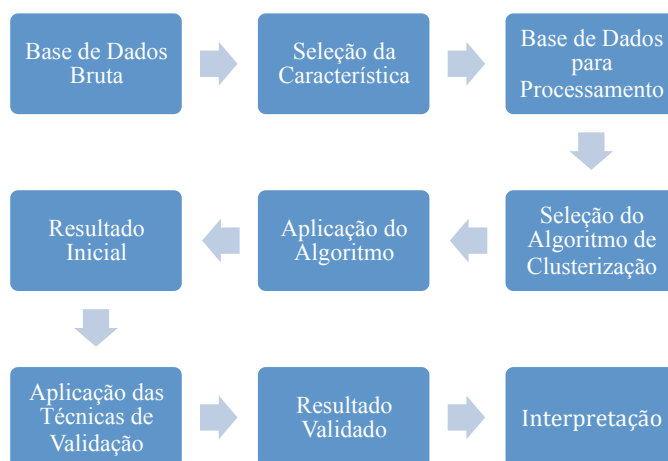 Base de Dados
Bruta
Seleção da
Característica
Base de Dados
para
Processamento
Seleção do
Algoritmo de
Clusterização
Aplicação do
Algoritmo
Resultado
Inicial
Aplicação das
Técnicas de
Validação
Resultado
Validado
Interpretação